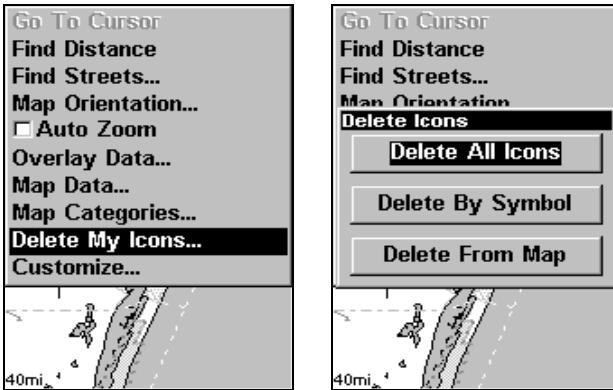 Go To Cursor
Find Distance
Find Streets...
Map Orientation...
Auto Zoom
Overlay Data...
Map Data...
Map Categories...
Delete My Icons...
Customize...
40mi
Go To Cursor
Find Distance
Find Streets...
Map Orientation
Delete Icons
Delete All Icons
Delete By Symbol
Delete From Map
40mi